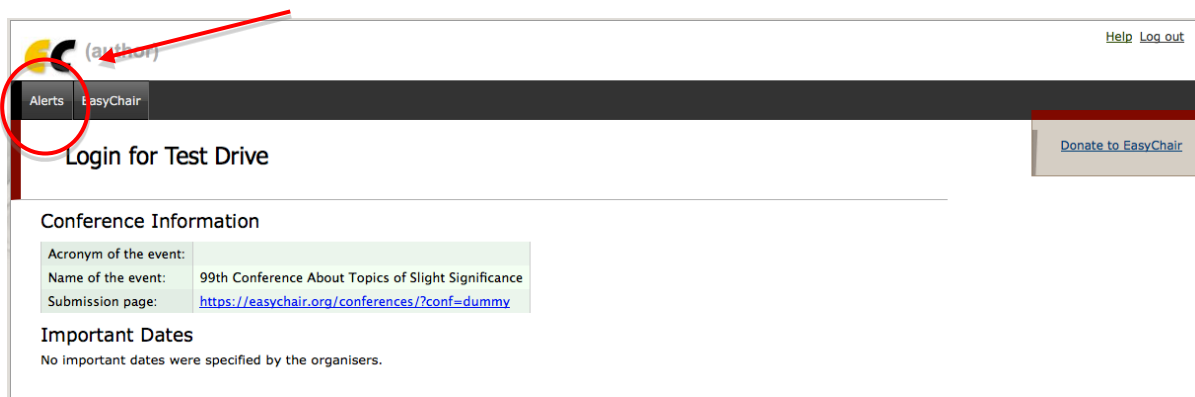 EC (author)
Help Log out
Alerts EasyChair
Donate to EasyChair
Login for Test Drive
Conference Information
Acronym of the event:
Name of the event: 99th Conference About Topics of Slight Significance
Submission page: https://easychair.org/conferences/?conf=dummy
Important Dates
No important dates were specified by the organisers.